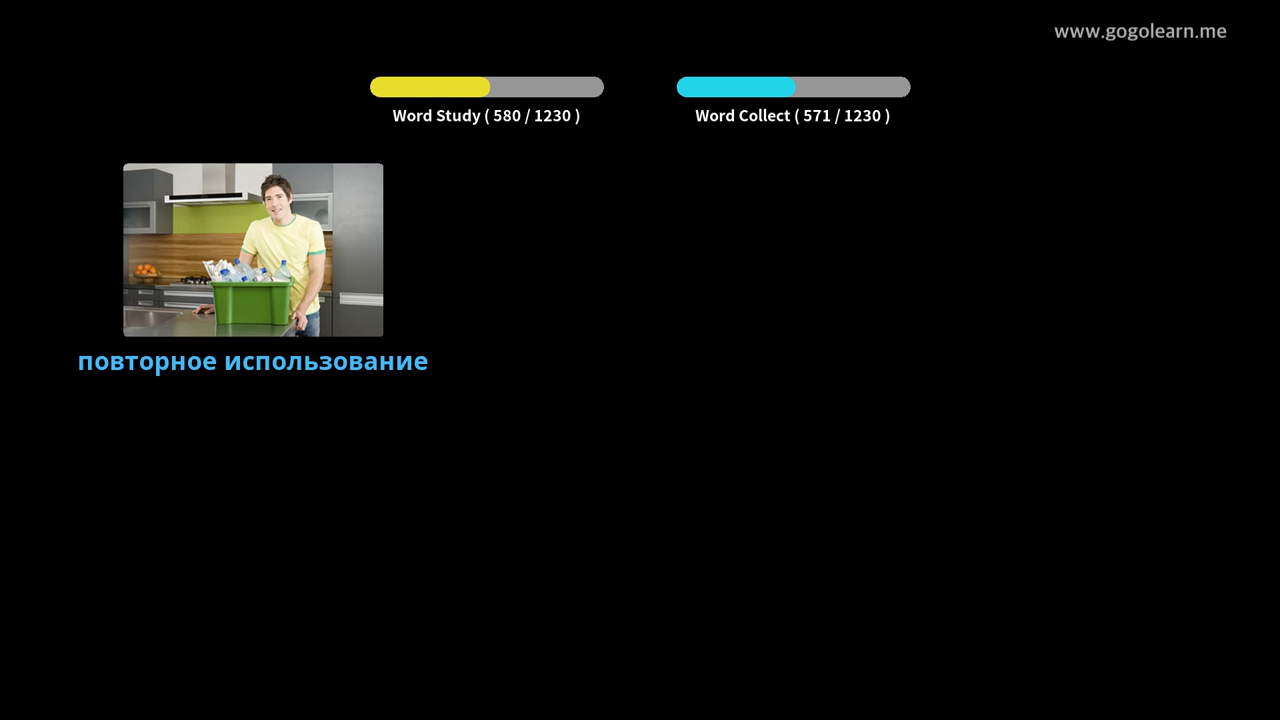 www.gogolearn.me
Word Study ( 580 / 1230 )
Word Collect ( 571 / 1230 )
повторное использование